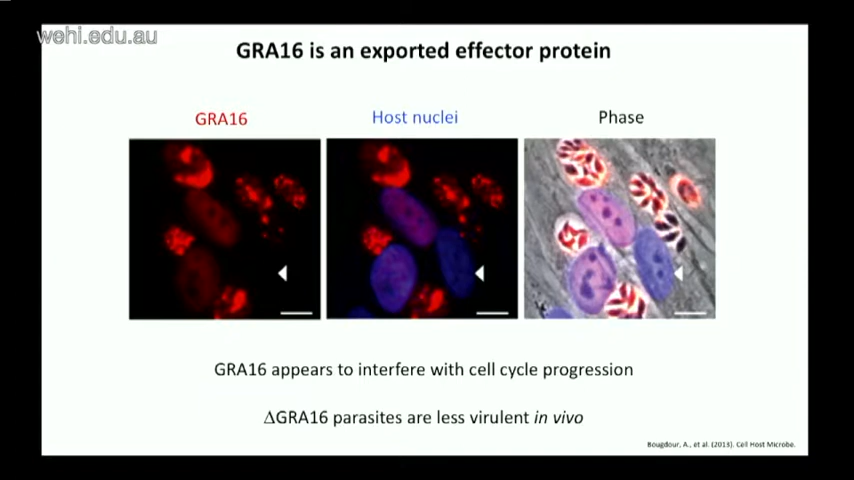 wehi.edu.au
GRA16 is an exported effector protein
GRA16
Host nuclei
Phase
GRA16 appears to interfere with cell cycle progression
ΔGRA16 parasites are less virulent in vivo
Bougdour, A., et al. (2013). Cell Host Microbe.